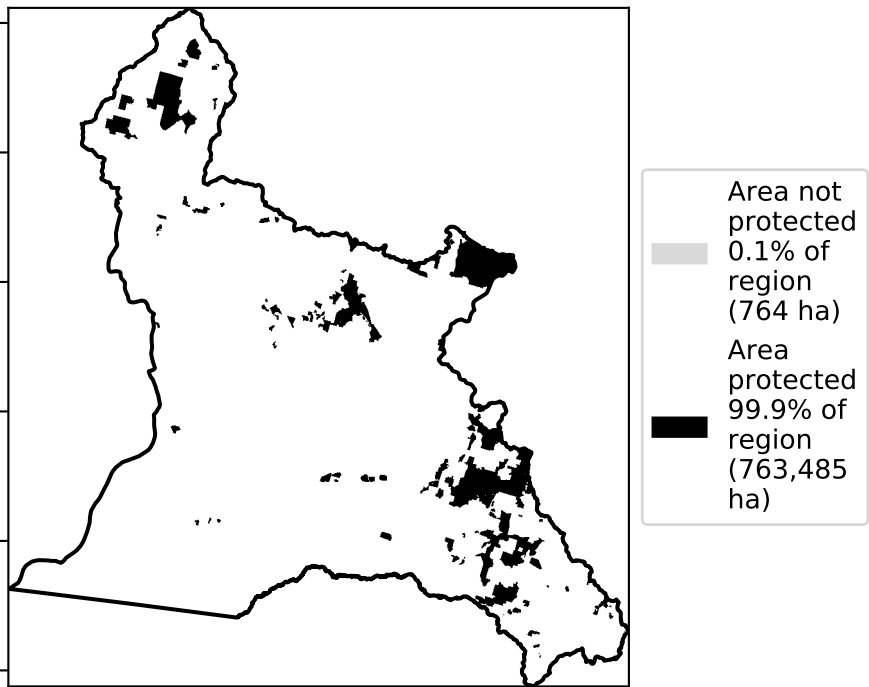 Area not
protected
0.1% of
region
(764 ha)
Area
protected
99.9% of
region
(763,485
ha)